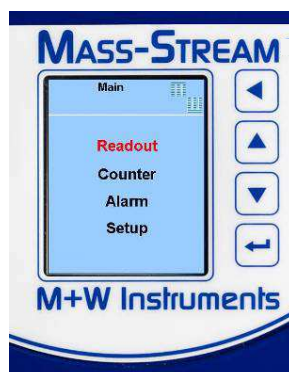 MASS-STREAM
Main
Readout
Counter
Alarm
Setup
M+W Instruments